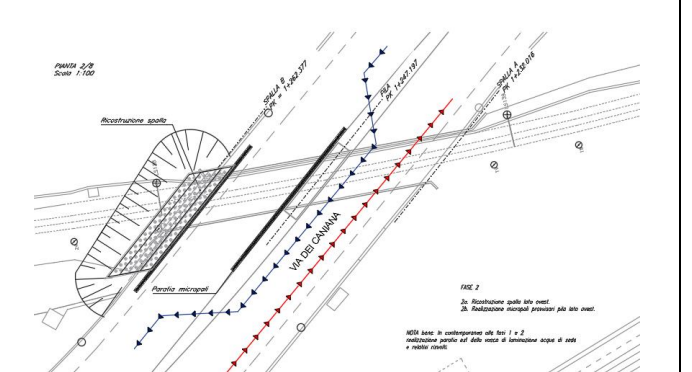 PIANTA 2/8
Scala 1:100
SPALLA B
PK = 1+262.377
PILA
PK 1+247.197
SPALLA A
PK 1+232.016
Ricostruzione spalla
VIA DEI CANIANA
Paratia micropali
FASE 2
2a. Ricostruzione spalla lato ovest.
2b. Realizzazione micropali provvisori pila lato ovest.
NOTA bene: In contemporanea alle fasi 1 e 2
realizzazione paratia est della vasca di laminazione acque di sede
e relativi risvolti.